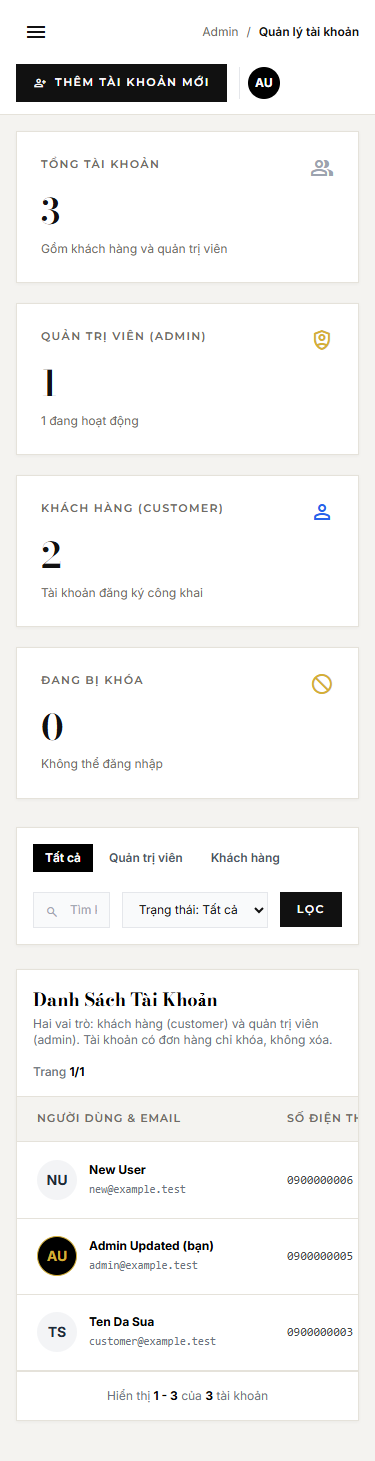 Admin / Quản lý tài khoản
THÊM TÀI KHOẢN MỚI
AU
TỔNG TÀI KHOẢN
3
Gồm khách hàng và quản trị viên
QUẢN TRỊ VIÊN (ADMIN)
1
1 đang hoạt động
KHÁCH HÀNG (CUSTOMER)
2
Tài khoản đăng ký công khai
ĐANG BỊ KHÓA
0
Không thể đăng nhập
Tất cả Quản trị viên Khách hàng
Tìm Trạng thái: Tất cả LỌC
Danh Sách Tài Khoản
Hai vai trò: khách hàng (customer) và quản trị viên
(admin). Tài khoản có đơn hàng chỉ khóa, không xóa.
Trang 1/1
NGƯỜI DÙNG & EMAIL SỐ ĐIỆN
NU New User 0900000006
new@example.test
AU Admin Updated (bạn) 0900000005
admin@example.test
TS Ten Da Sua 0900000003
customer@example.test
Hiển thị 1 - 3 của 3 tài khoản